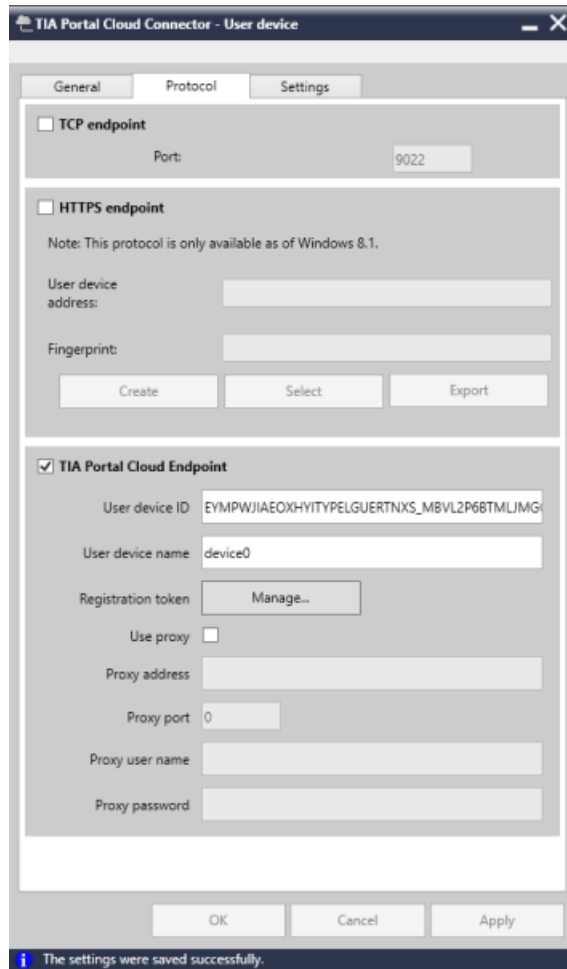 TIA Portal Cloud Connector - User device
General Protocol Settings
TCP endpoint
Port: 9022
HTTPS endpoint
Note: This protocol is only available as of Windows 8.1.
User device
address:
Fingerprint:
Create Select Export
TIA Portal Cloud Endpoint
User device ID EYMPWJIAEOXHYITYPELGUERTNXS_MBVL2P6BTMLJMG
User device name device0
Registration token Manage...
Use proxy
Proxy address
Proxy port 0
Proxy user name
Proxy password
OK Cancel Apply
The settings were saved successfully.